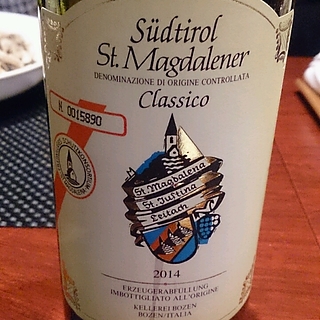 Südtirol
St. Magdalener
DENOMINAZIONE DI ORIGINE CONTROLLATA
Classico
N. 0015890
St. Magdalena
St. Justina
Leitach
2014
ERZEUGERABFÜLLUNG
IMBOTTIGLIATO ALL'ORIGINE
KELLEREI BOZEN
BOZEN/ITALIA